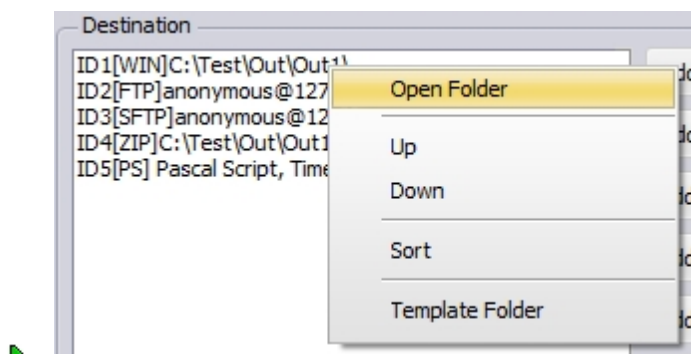 Destination
ID1[WIN]C:\Test\Out\Out1\
ID2[FTP]anonymous@127
ID3[SFTP]anonymous@12
ID4[ZIP]C:\Test\Out\Out1
ID5[PS] Pascal Script, Time
Open Folder
Up
Down
Sort
Template Folder